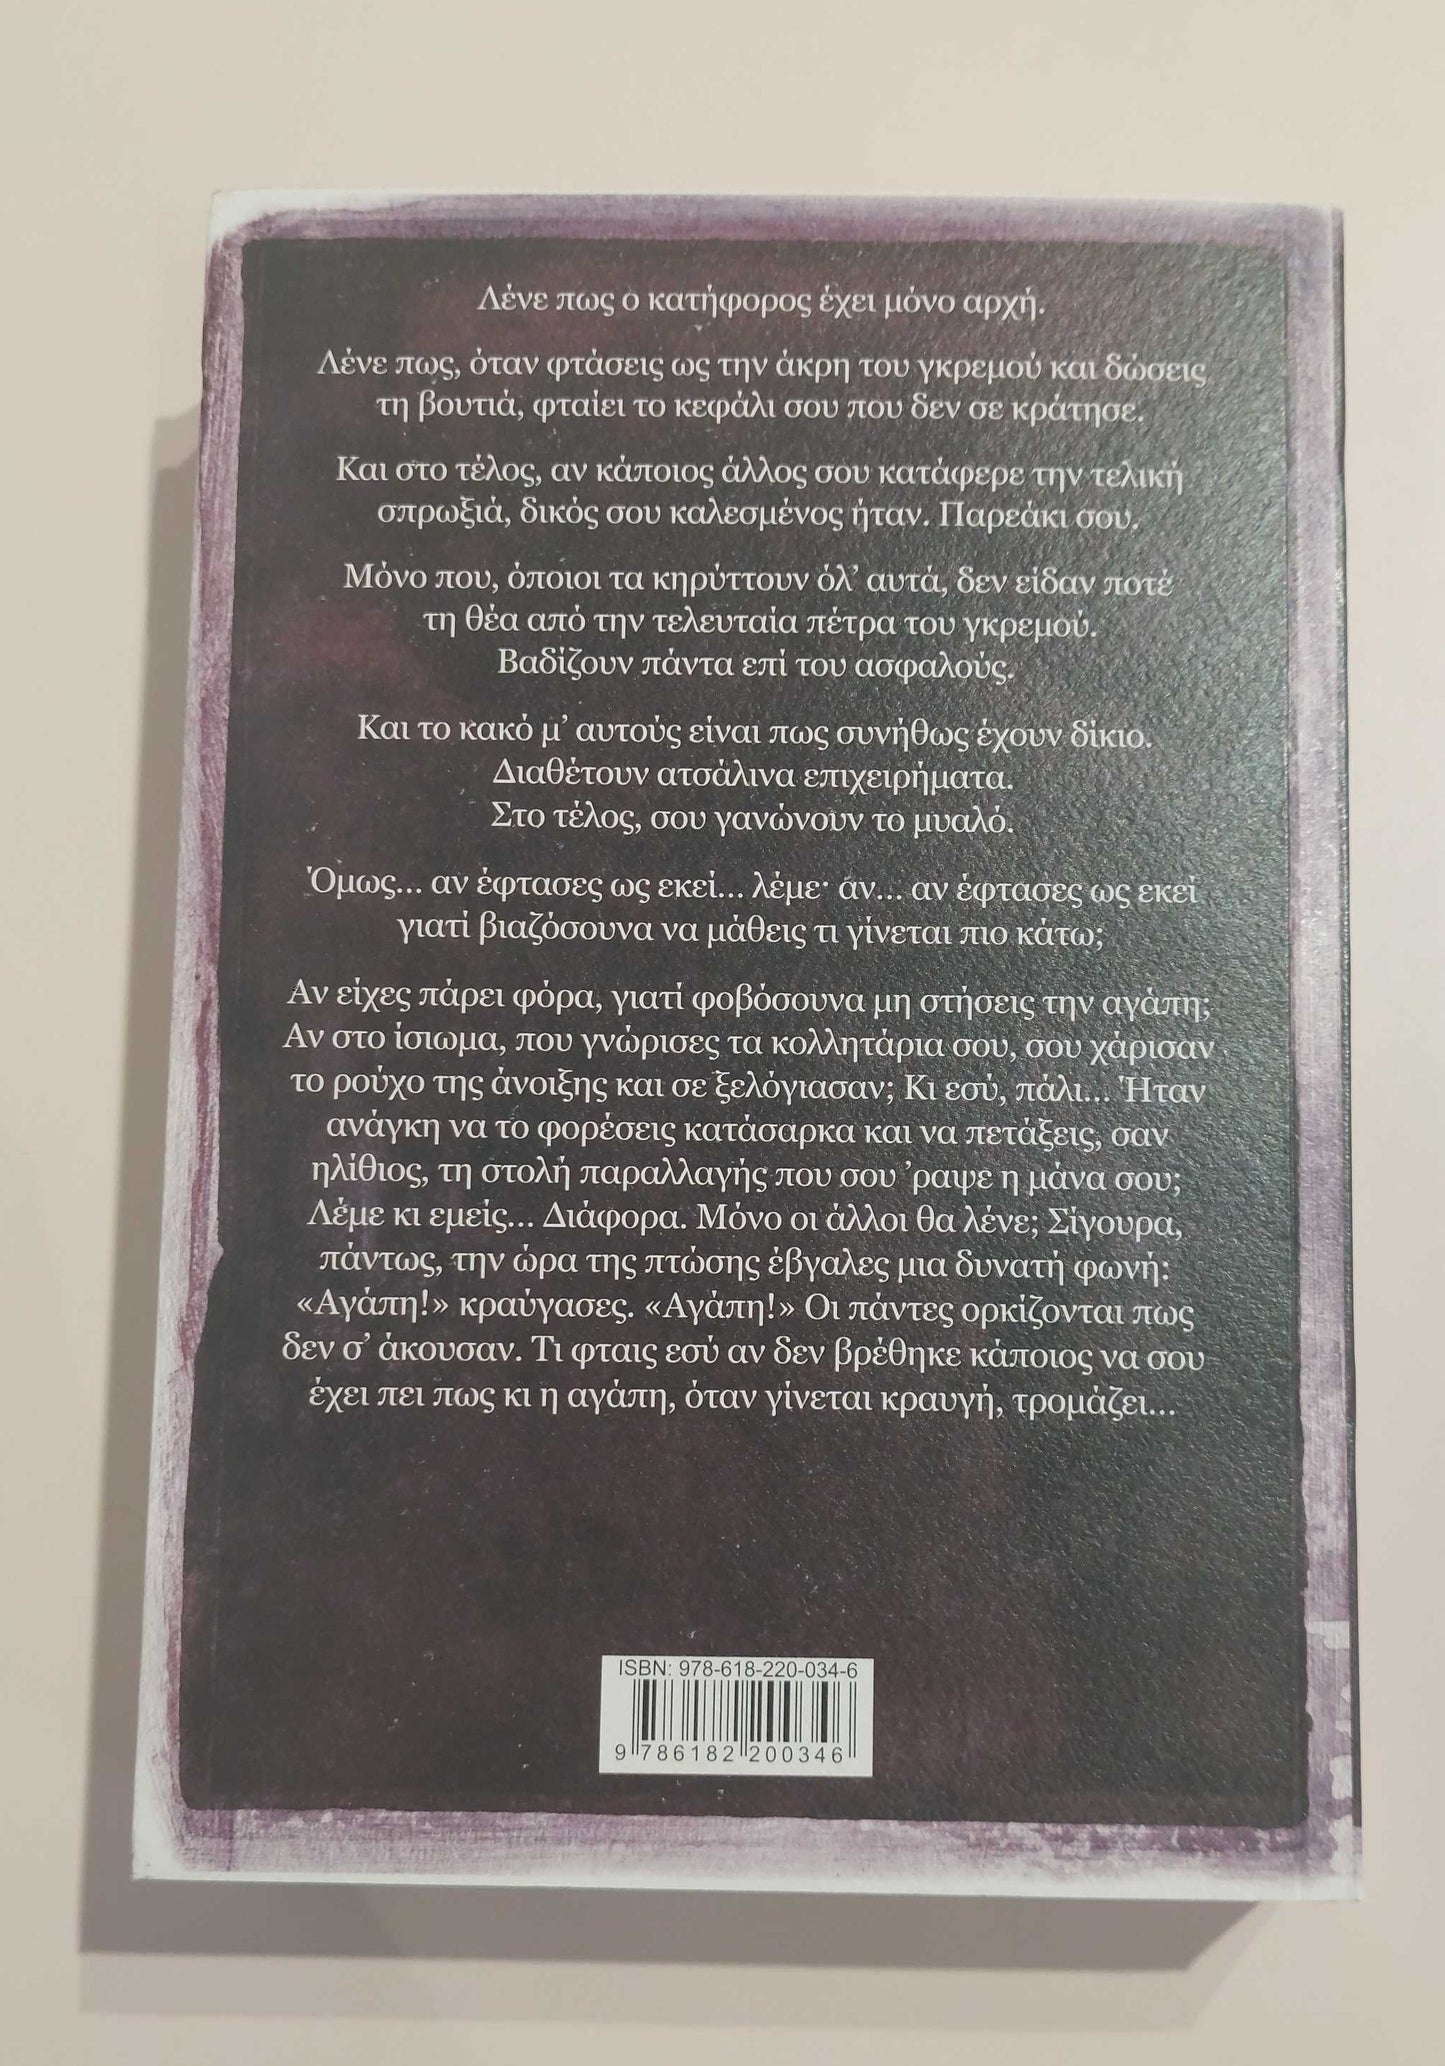 Λένε πως ο κατήφορος έχει μόνο αρχή.
Λένε πως, όταν φτάσεις ως την άκρη του γκρεμού και δώσεις
τη βουτιά, φταίει το κεφάλι σου που δεν σε κράτησε.
Και στο τέλος, αν κάποιος άλλος σου κατάφερε την τελική
σπρωξιά, δικός σου καλεσμένος ήταν. Παρεάκι σου.
Μόνο που, όποιοι τα κηρύττουν όλ’ αυτά, δεν είδαν ποτέ
τη θέα από την τελευταία πέτρα του γκρεμού.
Βαδίζουν πάντα επί του ασφαλούς.
Και το κακό μ’ αυτούς είναι πως συνήθως έχουν δίκιο.
Διαθέτουν ατσάλινα επιχειρήματα.
Στο τέλος, σου γανώνουν το μυαλό.
Όμως... αν έφτασες ως εκεί... λέμε· αν... αν έφτασες ως εκεί
γιατί βιαζόσουνα να μάθεις τι γίνεται πιο κάτω;
Αν είχες πάρει φόρα, γιατί φοβόσουνα μη στήσεις την αγάπη;
Αν στο ίσιωμα, που γνώρισες τα κολλητάρια σου, σου χάρισαν
το ρούχο της άνοιξης και σε ξελόγιασαν; Κι εσύ, πάλι... Ήταν
ανάγκη να το φορέσεις κατάσαρκα και να πετάξεις, σαν
ηλίθιος, τη στολή παραλλαγής που σου ’ραψε η μάνα σου;
Λέμε κι εμείς... Διάφορα. Μόνο οι άλλοι θα λένε; Σίγουρα,
πάντως, την ώρα της πτώσης έβγαλες μια δυνατή φωνή:
«Αγάπη!» κραύγασες. «Αγάπη!» Οι πάντες ορκίζονται πως
δεν σ’ άκουσαν. Τι φταις εσύ αν δεν βρέθηκε κάποιος να σου
έχει πει πως κι η αγάπη, όταν γίνεται κραυγή, τρομάζει...
ISBN: 978-618-220-034-6
9 786182 200346